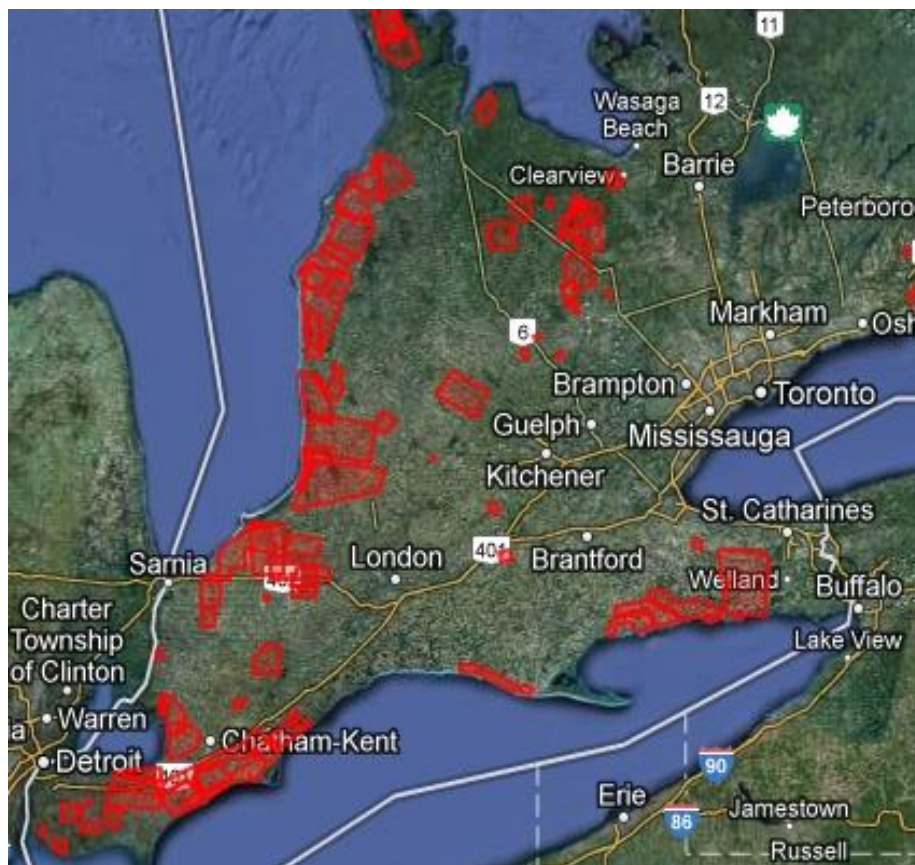 11
Wasaga
Beach
12
Clearview
Barrie
Peterboro
6
Markham
Osh
Brampton
Toronto
Guelph
Mississauga
Kitchener
St. Catharines
401
Brantford
Sarnia
London
402
Welland
Buffalo
Charter
Township
of Clinton
Lake View
Warren
Chatham-Kent
Detroit
401
90
Erie
86
Jamestown
Russell